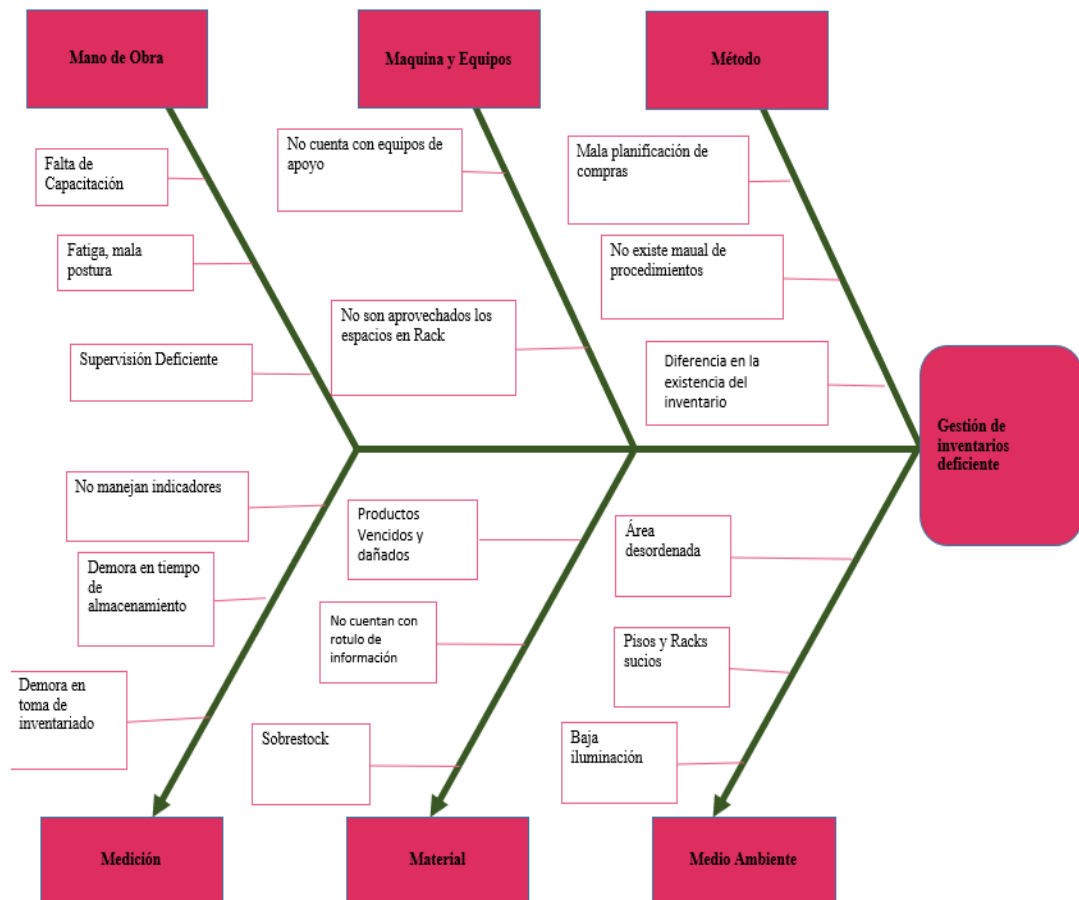 Mano de Obra
Maquina y Equipos
Método
Falta de
Capacitación
Fatiga, mala
postura
Supervisión Deficiente
No cuenta con equipos de
apoyo
No son aprovechados los
espacios en Rack
Mala planificación de
compras
No existe maual de
procedimientos
Diferencia en la
existencia del
inventario
Gestión de
inventarios
deficiente
No manejan indicadores
Demora en tiempo
de
almacenamiento
Demora en
toma de
inventariado
Productos
Vencidos y
dañados
No cuentan con
rotulo de
información
Sobrestock
Área
desordenada
Pisos y Racks
sucios
Baja
iluminación
Medición
Material
Medio Ambiente